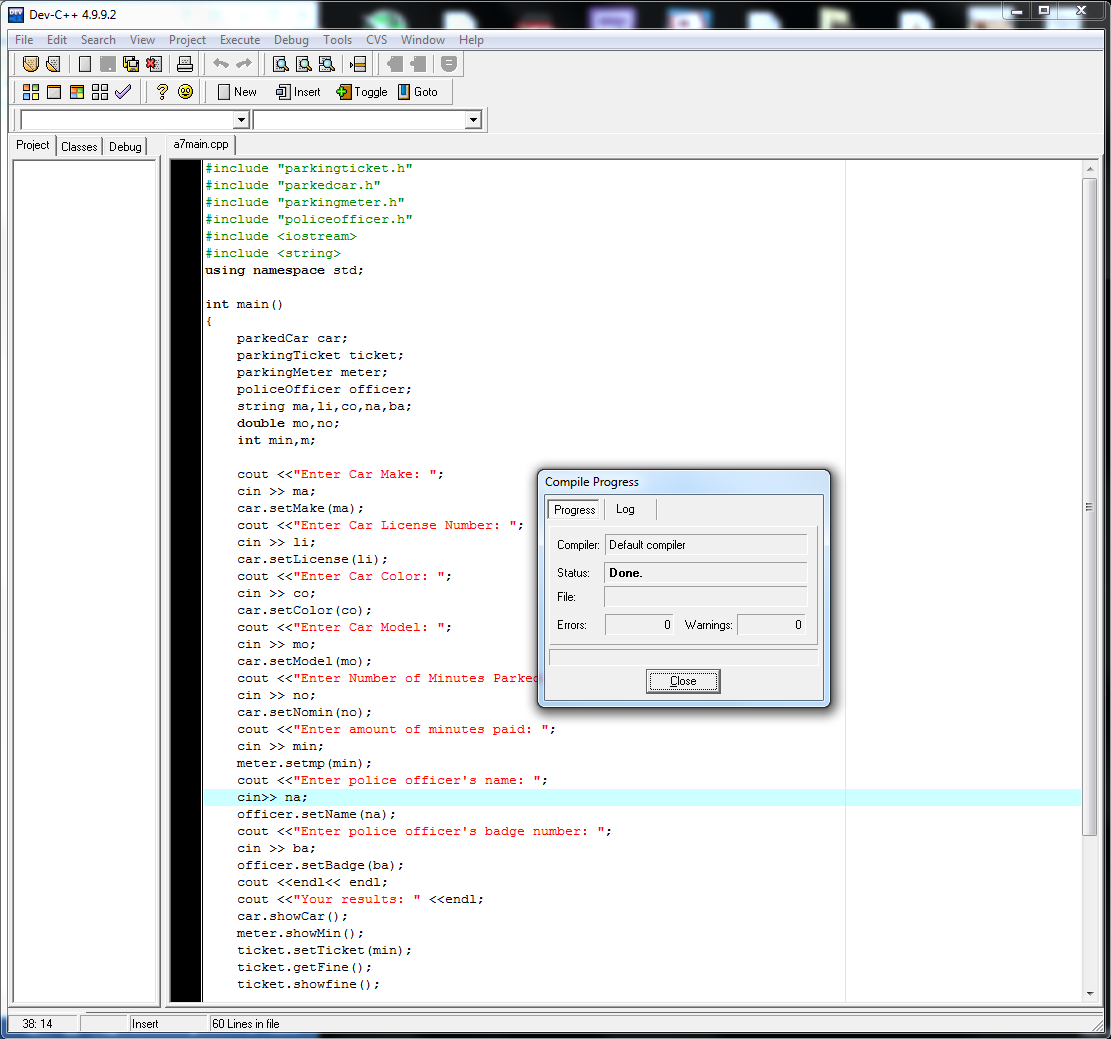 Dev-C++ 4.9.9.2
File Edit Search View Project Execute Debug Tools CVS Window Help
New Insert Toggle Goto
Project Classes Debug a7main.cpp
#include "parkingticket.h"
#include "parkedcar.h"
#include "parkingmeter.h"
#include "policeofficer.h"
#include <iostream>
#include <string>
using namespace std;
int main()
{
parkedCar car;
parkingTicket ticket;
parkingMeter meter;
policeOfficer officer;
string ma,li,co,na,ba;
double mo,no;
int min,m;
cout <<"Enter Car Make: ";
cin >> ma;
car.setMake(ma);
cout <<"Enter Car License Number: ";
cin >> li;
car.setLicense(li);
cout <<"Enter Car Color: ";
cin >> co;
car.setColor(co);
cout <<"Enter Car Model: ";
cin >> mo;
car.setModel(mo);
cout <<"Enter Number of Minutes Parked
cin >> no;
car.setNomin(no);
cout <<"Enter amount of minutes paid: ";
cin >> min;
meter.setmp(min);
cout <<"Enter police officer's name: ";
cin>> na;
officer.setName(na);
cout <<"Enter police officer's badge number: ";
cin >> ba;
officer.setBadge(ba);
cout <<endl<< endl;
cout <<"Your results: " <<endl;
car.showCar();
meter.showMin();
ticket.setTicket(min);
ticket.getFine();
ticket.showfine();
Compile Progress
Progress Log
Compiler: Default compiler
Status: Done.
File:
Errors: 0 Warnings: 0
Close
38: 14 Insert 60 Lines in file